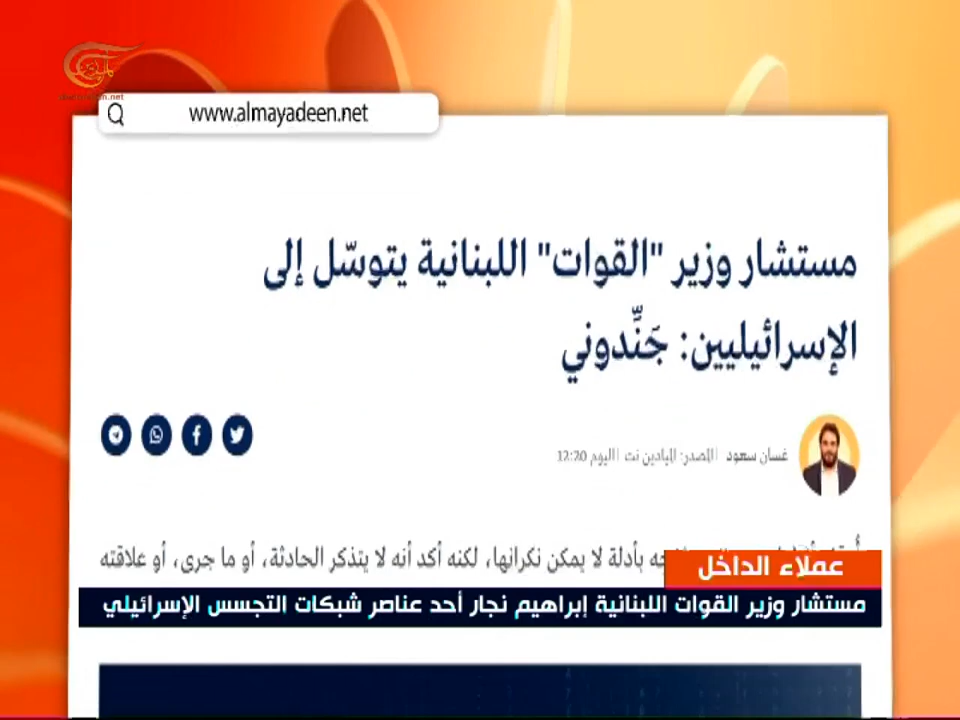 الميادين
www.almayadeen.net
مستشار وزير "القوات" اللبنانية يتوسّل إلى
الإسرائيليين: جَنِّدوني
غسان سعود المصدر: الميادين نت اليوم 12:20
بأدلة لا يمكن نكرانها، لكنه أكد أنه لا يتذكر الحادثة، أو ما جرى، أو علاقته
عملاء الداخل
مستشار وزير القوات اللبنانية إبراهيم نجار أحد عناصر شبكات التجسس الإسرائيلي